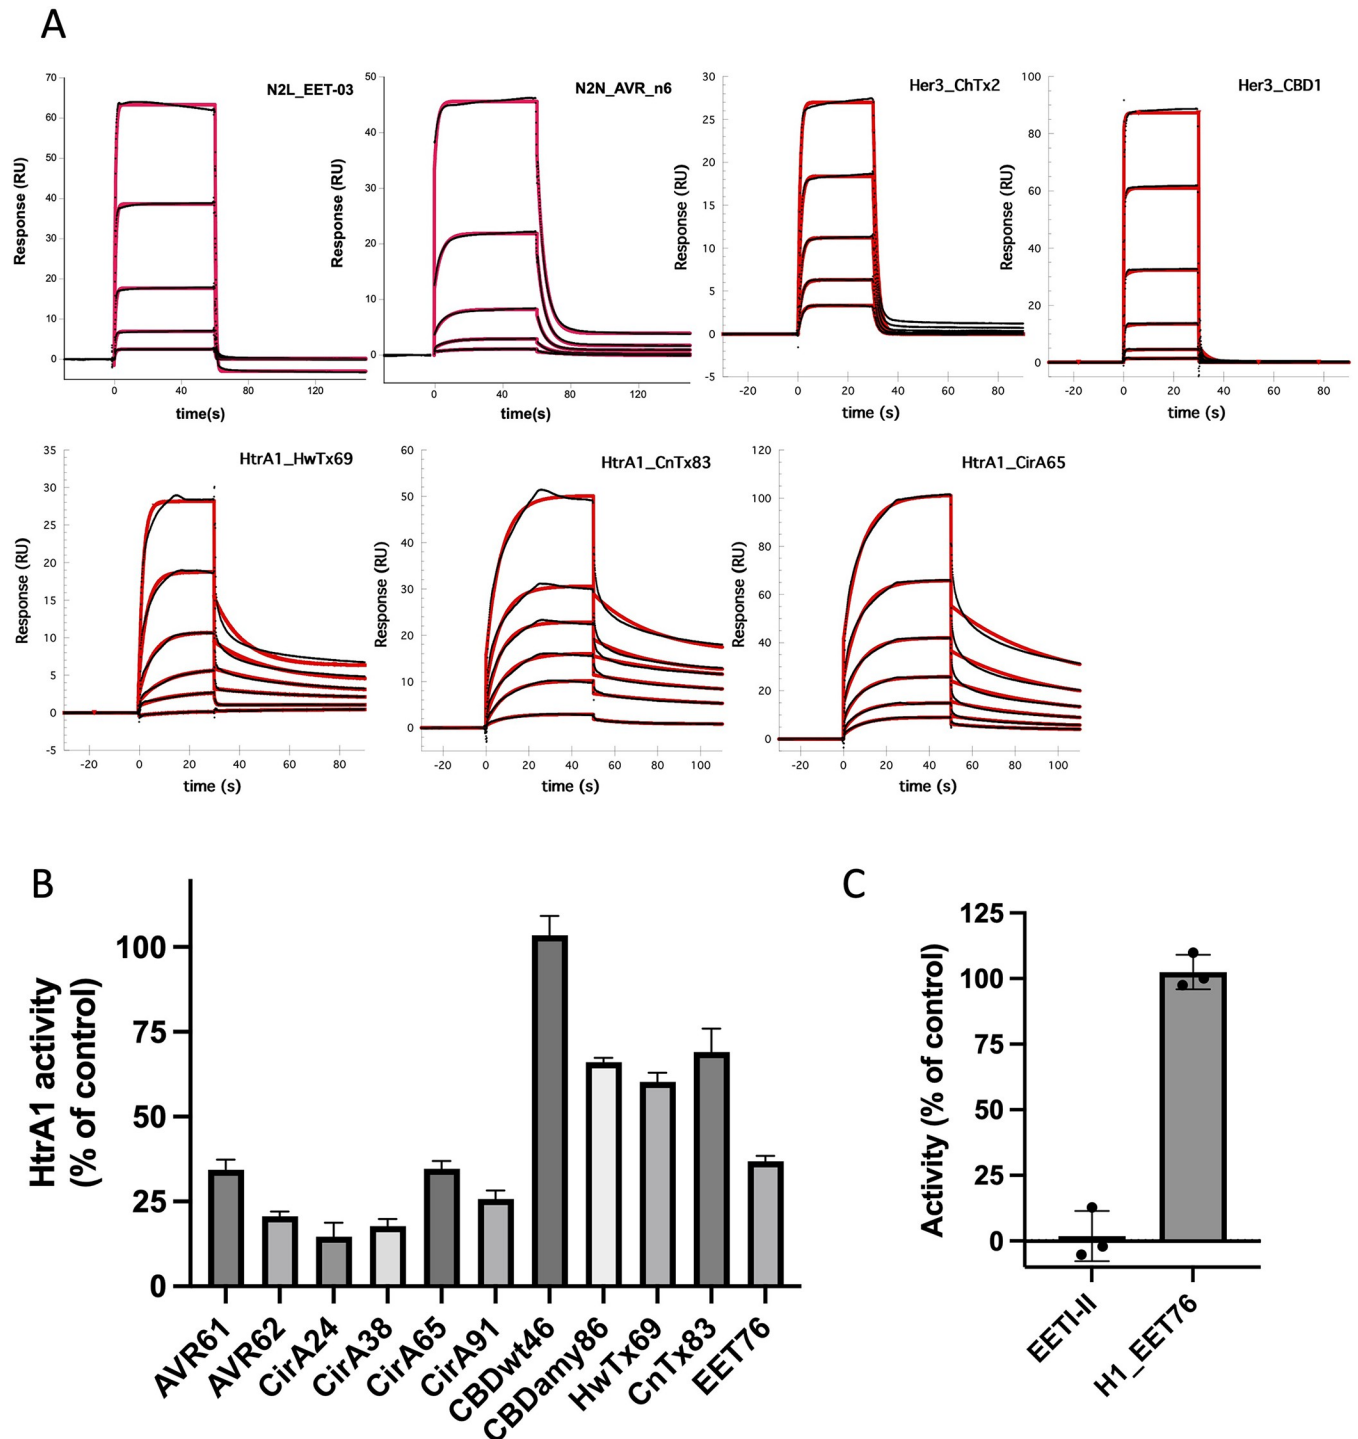 A
N2L_EET-03
Response (RU)
70
60
50
40
30
20
10
0
0
40
80
120
time(s)
N2N_AVR_n6
Response (RU)
50
40
30
20
10
0
0
40
80
120
time(s)
Her3_ChTx2
Response (RU)
30
25
20
15
10
5
0
-5
-20
0
20
40
60
80
time (s)
Her3_CBD1
Response (RU)
100
80
60
40
20
0
-20
0
20
40
60
80
time (s)
HtrA1_HwTx69
Response (RU)
35
30
25
20
15
10
5
0
-5
-20
0
20
40
60
80
time (s)
HtrA1_CnTx83
Response (RU)
60
50
40
30
20
10
0
-20
0
20
40
60
80
100
time (s)
HtrA1_CirA65
Response (RU)
120
100
80
60
40
20
0
-20
0
20
40
60
80
100
time (s)
B
HtrA1 activity
(% of control)
100
75
50
25
0
AVR61
AVR62
CirA24
CirA38
CirA65
CirA91
CBDwt46
CBDamy86
HwTx69
CnTx83
EET76
C
Activity (% of control)
125
100
75
50
25
0
EETI-II
H1_EET76